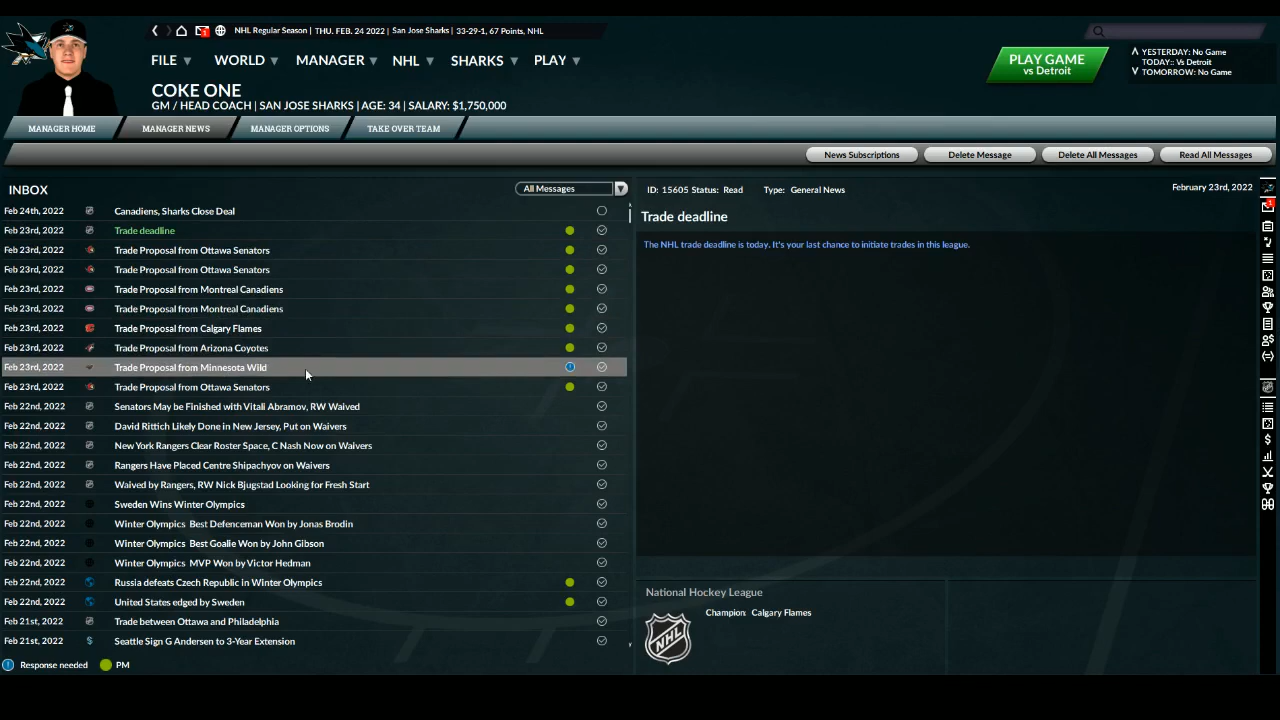 NHL Regular Season | THU. FEB. 24 2022 | San Jose Sharks | 33-29-1, 67 Points, NHL
FILE WORLD MANAGER NHL SHARKS PLAY
PLAY GAME
vs Detroit
YESTERDAY: No Game
TODAY:: Vs Detroit
TOMORROW: No Game
COKE ONE
GM / HEAD COACH | SAN JOSE SHARKS | AGE: 34 | SALARY: $1,750,000
MANAGER HOME MANAGER NEWS MANAGER OPTIONS TAKE OVER TEAM
News Subscriptions Delete Message Delete All Messages Read All Messages
INBOX All Messages
Feb 24th, 2022 Canadiens, Sharks Close Deal
Feb 23rd, 2022 Trade deadline
Feb 23rd, 2022 Trade Proposal from Ottawa Senators
Feb 23rd, 2022 Trade Proposal from Ottawa Senators
Feb 23rd, 2022 Trade Proposal from Montreal Canadiens
Feb 23rd, 2022 Trade Proposal from Montreal Canadiens
Feb 23rd, 2022 Trade Proposal from Calgary Flames
Feb 23rd, 2022 Trade Proposal from Arizona Coyotes
Feb 23rd, 2022 Trade Proposal from Minnesota Wild
Feb 23rd, 2022 Trade Proposal from Ottawa Senators
Feb 22nd, 2022 Senators May be Finished with Vitali Abramov, RW Waived
Feb 22nd, 2022 David Rittich Likely Done in New Jersey, Put on Waivers
Feb 22nd, 2022 New York Rangers Clear Roster Space, C Nash Now on Waivers
Feb 22nd, 2022 Rangers Have Placed Centre Shipachyov on Waivers
Feb 22nd, 2022 Waived by Rangers, RW Nick Bjugstad Looking for Fresh Start
Feb 22nd, 2022 Sweden Wins Winter Olympics
Feb 22nd, 2022 Winter Olympics Best Defenceman Won by Jonas Brodin
Feb 22nd, 2022 Winter Olympics Best Goalie Won by John Gibson
Feb 22nd, 2022 Winter Olympics MVP Won by Victor Hedman
Feb 22nd, 2022 Russia defeats Czech Republic in Winter Olympics
Feb 22nd, 2022 United States edged by Sweden
Feb 21st, 2022 Trade between Ottawa and Philadelphia
Feb 21st, 2022 Seattle Sign G Andersen to 3-Year Extension
Response needed PM
ID: 15605 Status: Read Type: General News February 23rd, 2022
Trade deadline
The NHL trade deadline is today. It's your last chance to initiate trades in this league.
National Hockey League
Champion: Calgary Flames
NHL